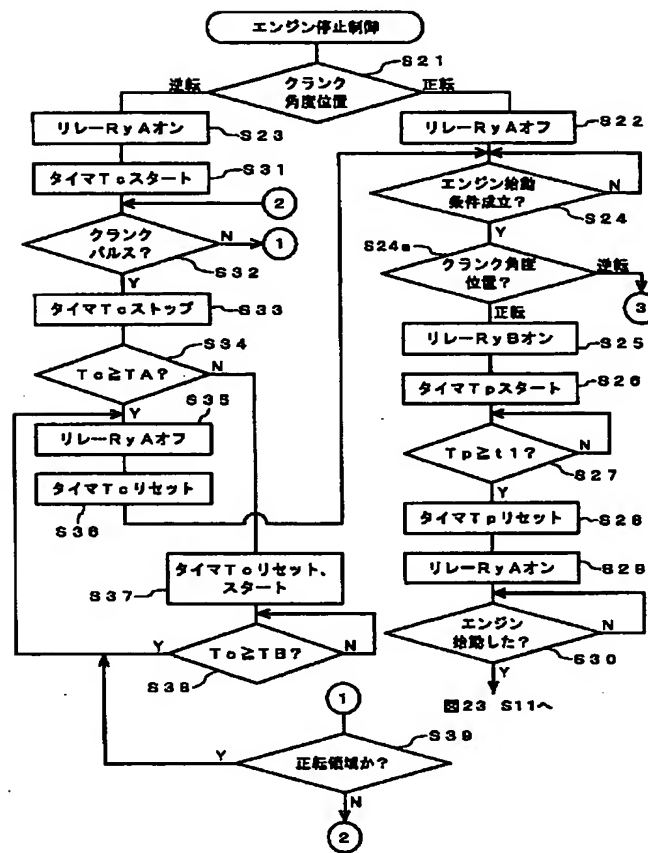 エンジン停止制御
S21
逆転
クランク
角度位置
正転
リレーRyAオン
S23
リレーRyAオフ
S22
タイマTcスタート
S31
エンジン始動
条件成立?
N
S24
②
Y
クランク
パルス?
N
①
S32
Y
S24a
クランク角度
位置?
逆転
③
正転
タイマTcストップ
S33
リレーRyBオン
S25
S34
Tc≧TA?
N
タイマTpスタート
S26
Y
S35
リレーRyAオフ
Tp≧t1?
N
S27
Y
タイマTcリセット
S36
タイマTpリセット
S28
リレーRyAオン
S29
タイマTcリセット、
スタート
S37
エンジン
始動した?
N
S30
Y
Y
Tc≧TB?
N
S38
図23 S11へ
①
S39
Y
正転領域か?
N
②